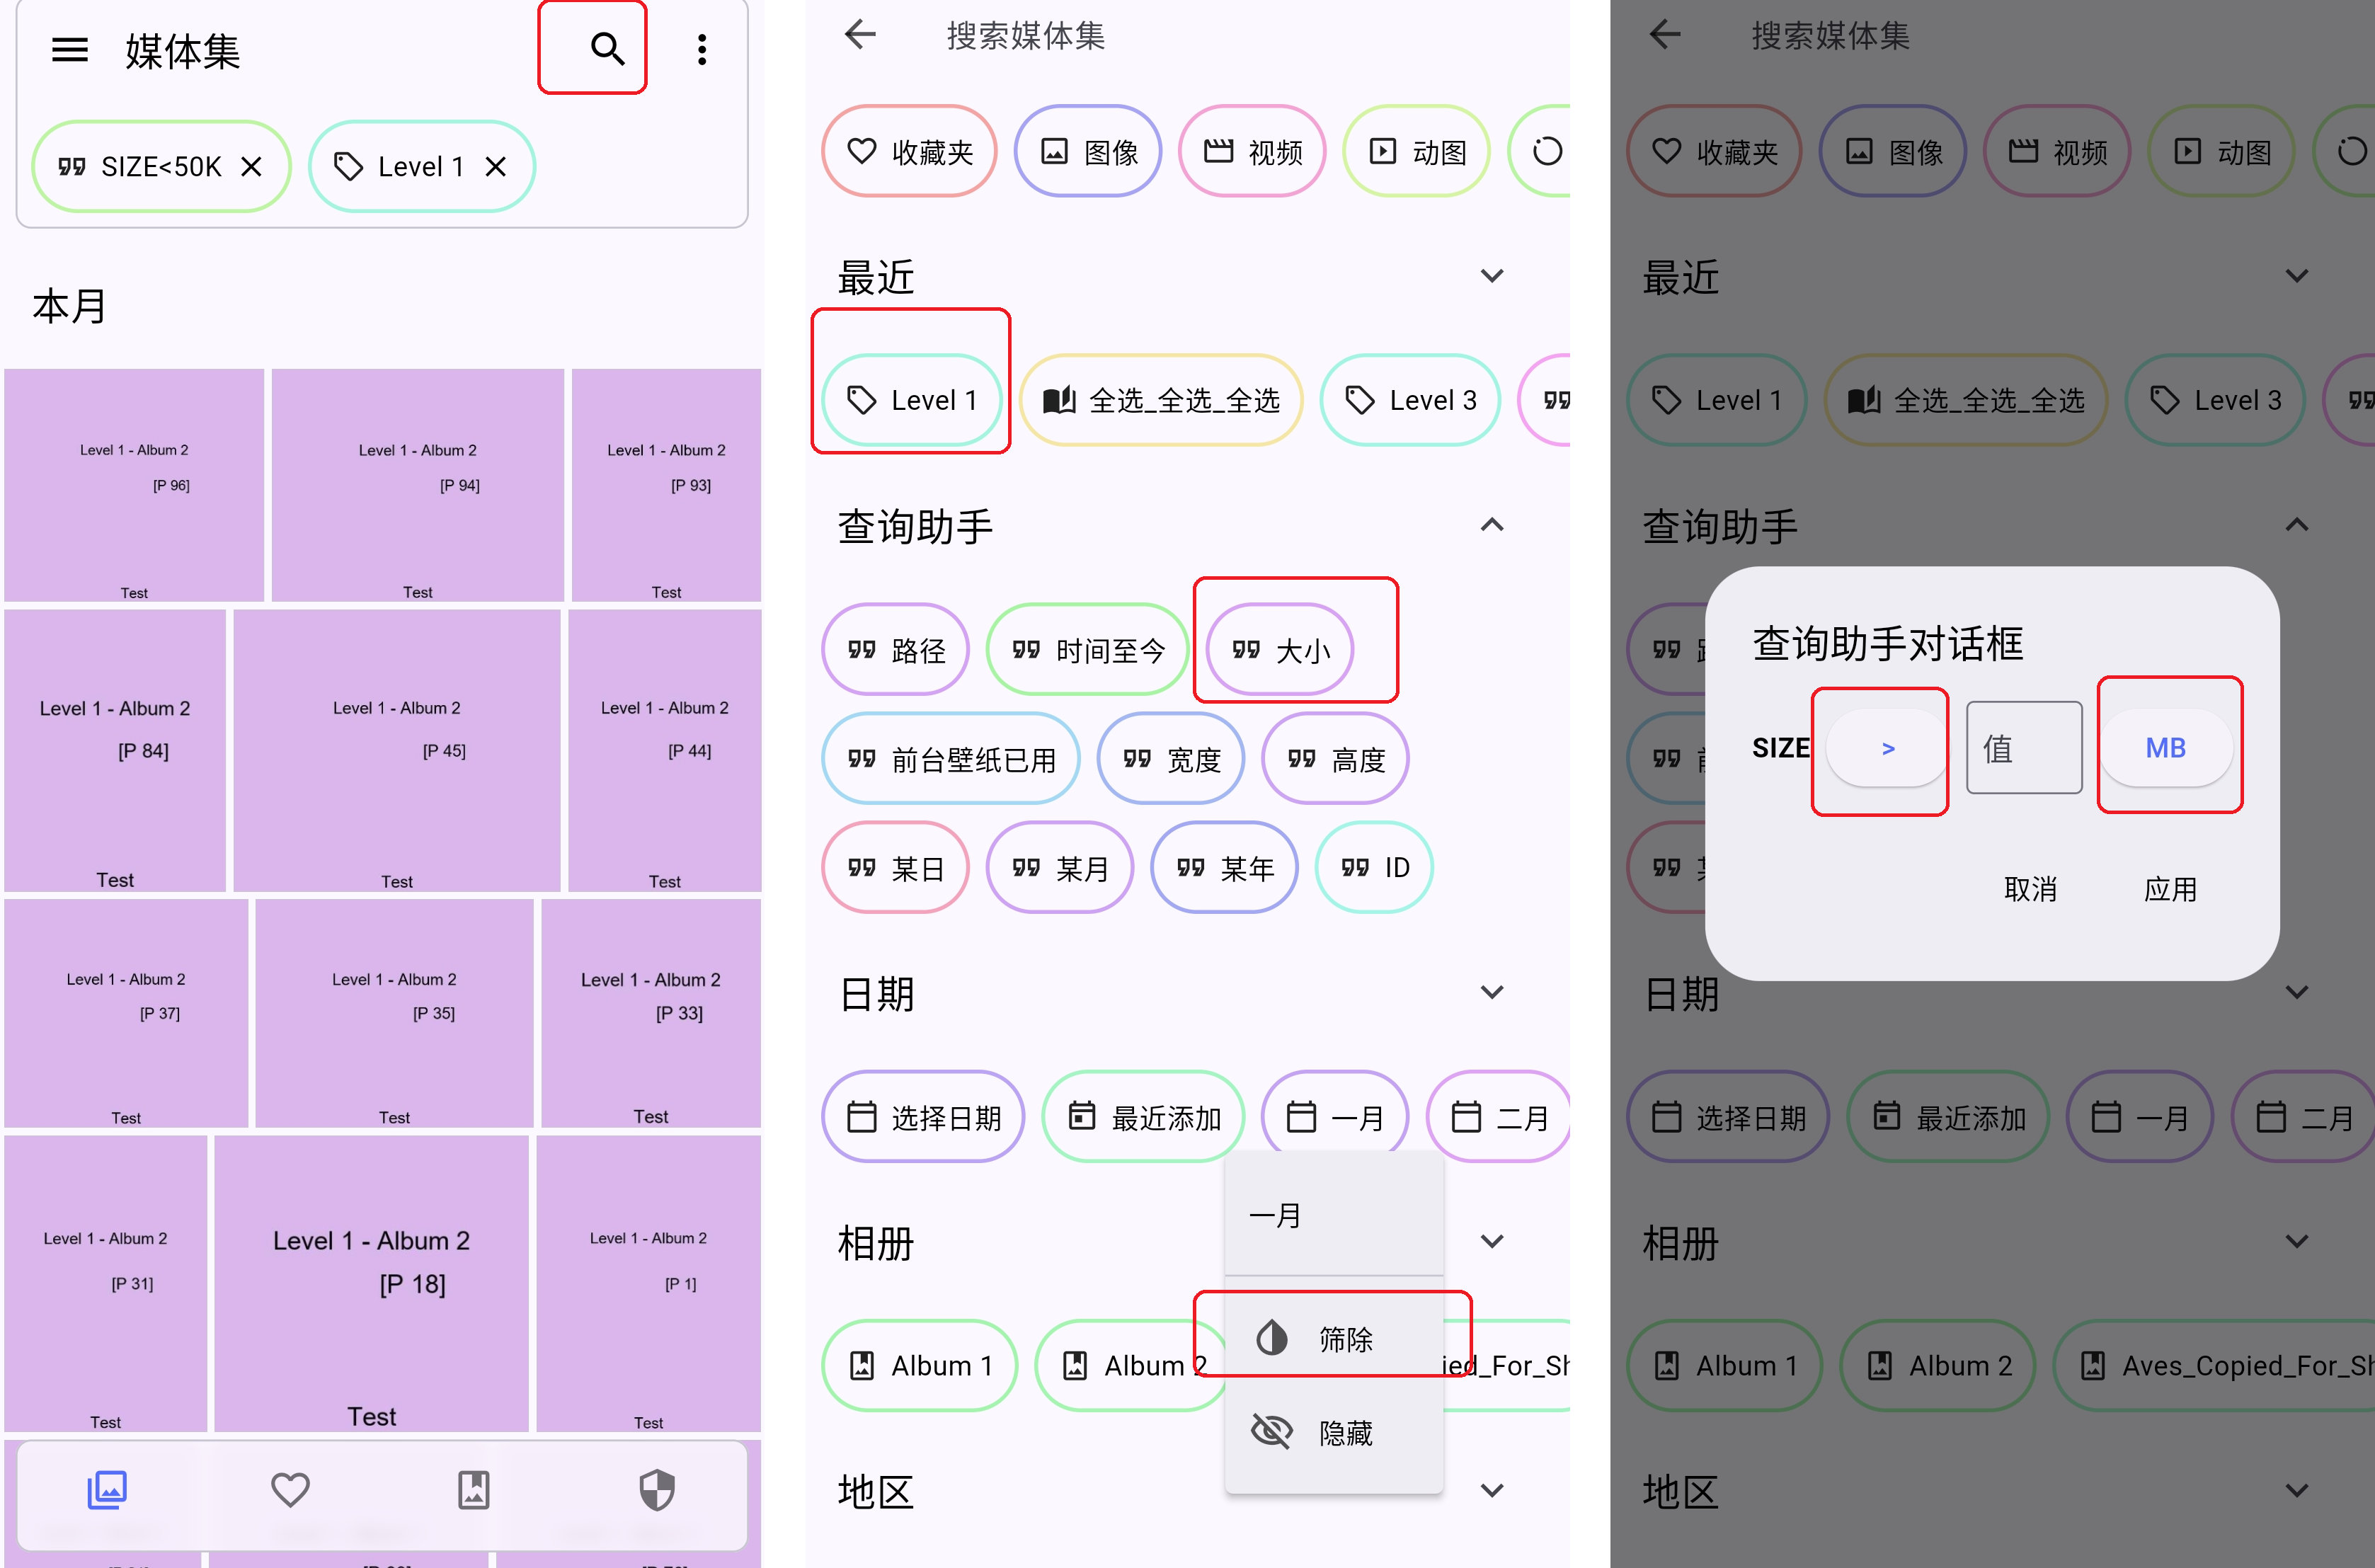 媒体集
SIZE<50K
Level 1
本月
Level 1 - Album 2
[P 96]
Test
Level 1 - Album 2
[P 94]
Test
Level 1 - Album 2
[P 93]
Test
Level 1 - Album 2
[P 84]
Test
Level 1 - Album 2
[P 45]
Test
Level 1 - Album 2
[P 44]
Test
Level 1 - Album 2
[P 37]
Test
Level 1 - Album 2
[P 35]
Test
Level 1 - Album 2
[P 33]
Test
Level 1 - Album 2
[P 31]
Test
Level 1 - Album 2
[P 18]
Test
Level 1 - Album 2
[P 1]
Test
搜索媒体集
收藏夹
图像
视频
动图
最近
Level 1
全选_全选_全选
Level 3
查询助手
路径
时间至今
大小
前台壁纸已用
宽度
高度
某日
某月
某年
ID
日期
选择日期
最近添加
一月
二月
一月
筛除
隐藏
相册
Album 1
Album 2
ied_For_Sh
地区
搜索媒体集
收藏夹
图像
视频
动图
最近
Level 1
全选_全选_全选
Level 3
查询助手
查询助手对话框
SIZE
>
值
MB
取消
应用
日期
选择日期
最近添加
一月
二月
相册
Album 1
Album 2
Aves_Copied_For_Sh
地区